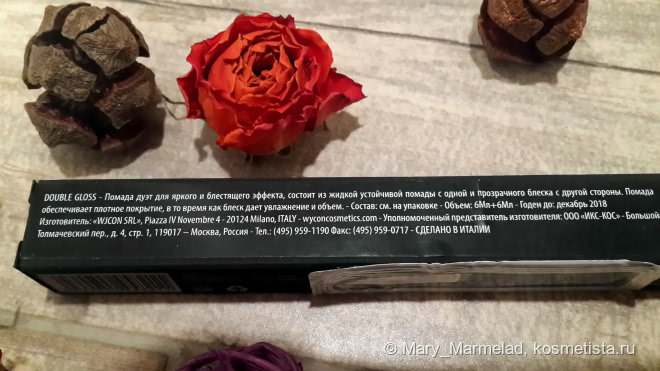 DOUBLE GLOSS - Помада дуэт для яркого и блестящего эффекта, состоит из жидкой устойчивой помады с одной и прозрачного блеска с другой стороны. Помада
обеспечивает плотное покрытие, в то время как блеск дает увлажнение и объем. - Состав: см. на упаковке - Объем: 6Мл+6Мл - Годен до: декабрь 2018
Изготовитель: «WJCON SRL», Piazza IV Novembre 4 - 20124 Milano, ITALY - wyconcosmetics.com - Уполномоченный представитель изготовителя: ООО «ИКС-КОС» - Большой
Толмачевский пер., д. 4, стр. 1, 119017 – Москва, Россия - Тел.: (495) 959-1190 Факс: (495) 959-0717 - СДЕЛАНО В ИТАЛИИ
© Mary_Marmelad, kosmetista.ru